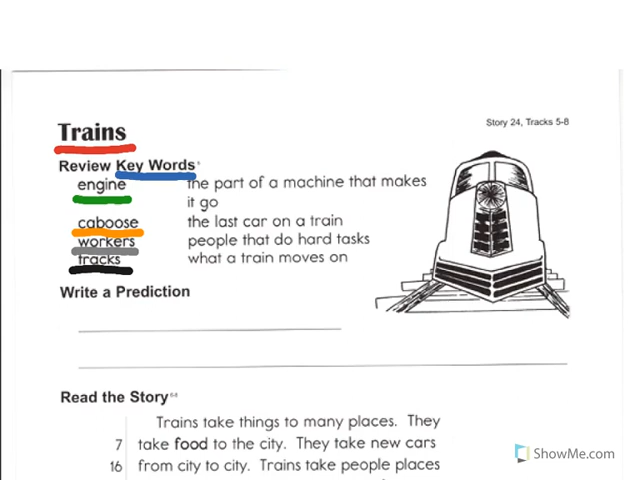 Story 24, Tracks 5-8
Trains
Review Key Words
engine the part of a machine that makes
it go
caboose the last car on a train
workers people that do hard tasks
tracks what a train moves on
Write a Prediction
Read the Story
Trains take things to many places. They
7 take food to the city. They take new cars
16 from city to city. Trains take people places
ShowMe.com